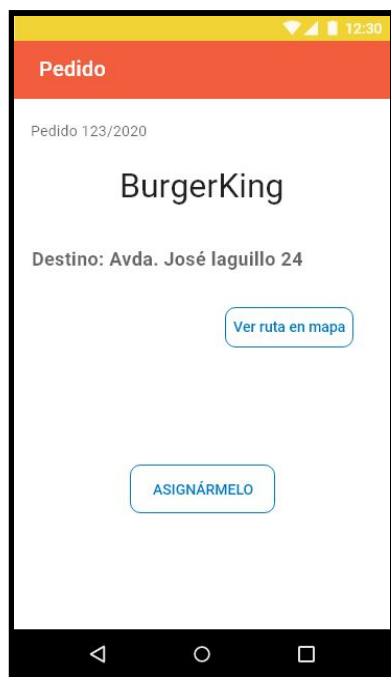 12:30
Pedido
Pedido 123/2020
BurgerKing
Destino: Avda. José laguillo 24
Ver ruta en mapa
ASIGNÁRMELO